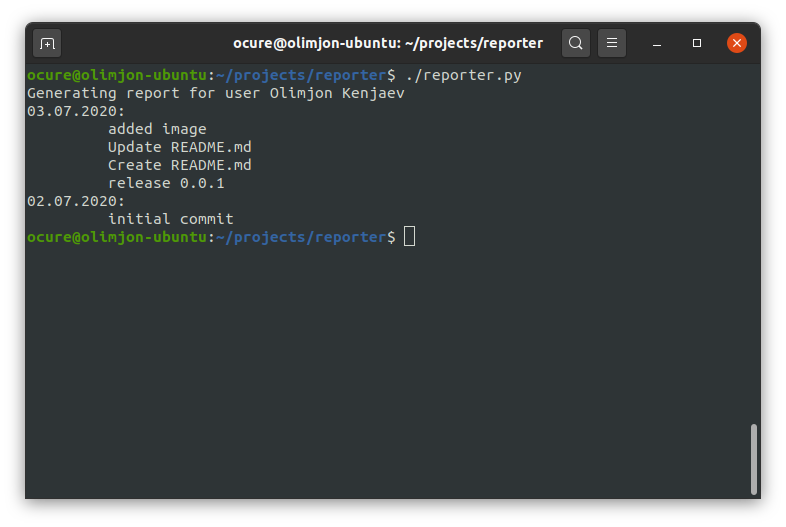 ocure@olimjon-ubuntu: ~/projects/reporter
ocure@olimjon-ubuntu:~/projects/reporter$ ./reporter.py
Generating report for user Olimjon Kenjaev
03.07.2020:
        added image
        Update README.md
        Create README.md
        release 0.0.1
02.07.2020:
        initial commit
ocure@olimjon-ubuntu:~/projects/reporter$